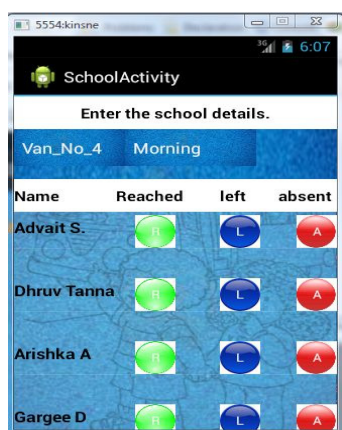 5554:kinsne
36 6:07
SchoolActivity
Enter the school details.
Van_No_4 Morning
Name Reached left absent
Advait S. R L A
Dhruv Tanna R L A
Arishka A R L A
Gargee D R L A